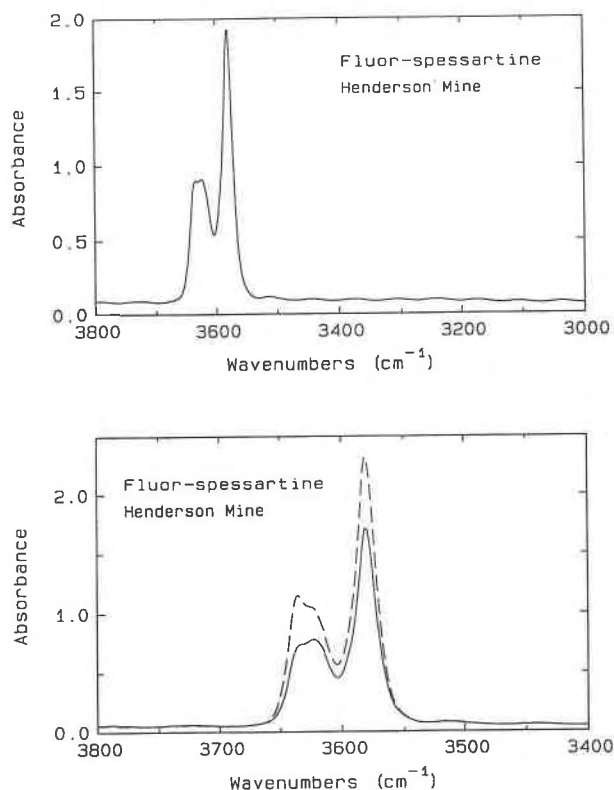 2.0
Fluor-spessartine
Henderson Mine
1.5
1.0
0.5
0.0
Absorbance
3800 3600 3400 3200 3000
Wavenumbers (cm⁻¹)
Fluor-spessartine
Henderson Mine
2.0
1.0
0.0
Absorbance
3800 3700 3600 3500 3400
Wavenumbers (cm⁻¹)